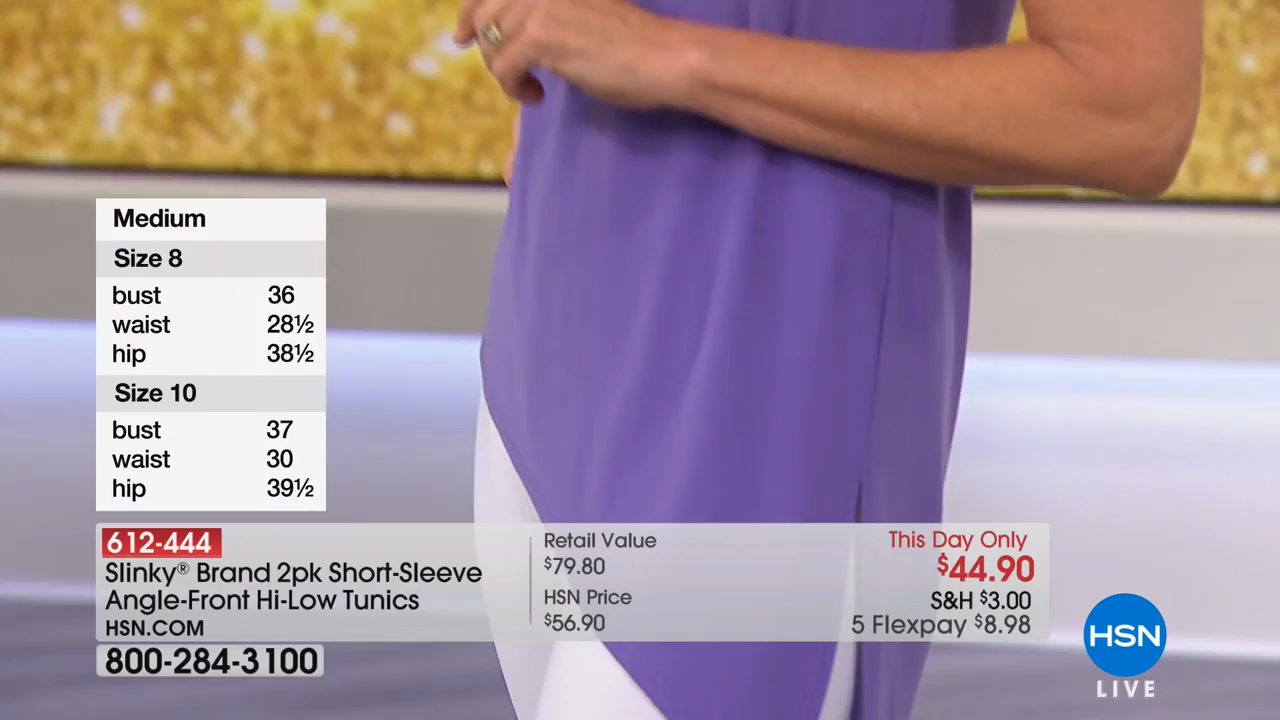 Medium
Size 8
bust 36
waist 28½
hip 38½
Size 10
bust 37
waist 30
hip 39½
612-444
Slinky® Brand 2pk Short-Sleeve
Angle-Front Hi-Low Tunics
HSN.COM
800-284-3100
Retail Value
$79.80
HSN Price
$56.90
This Day Only
$44.90
S&H $3.00
5 Flexpay $8.98
HSN
LIVE